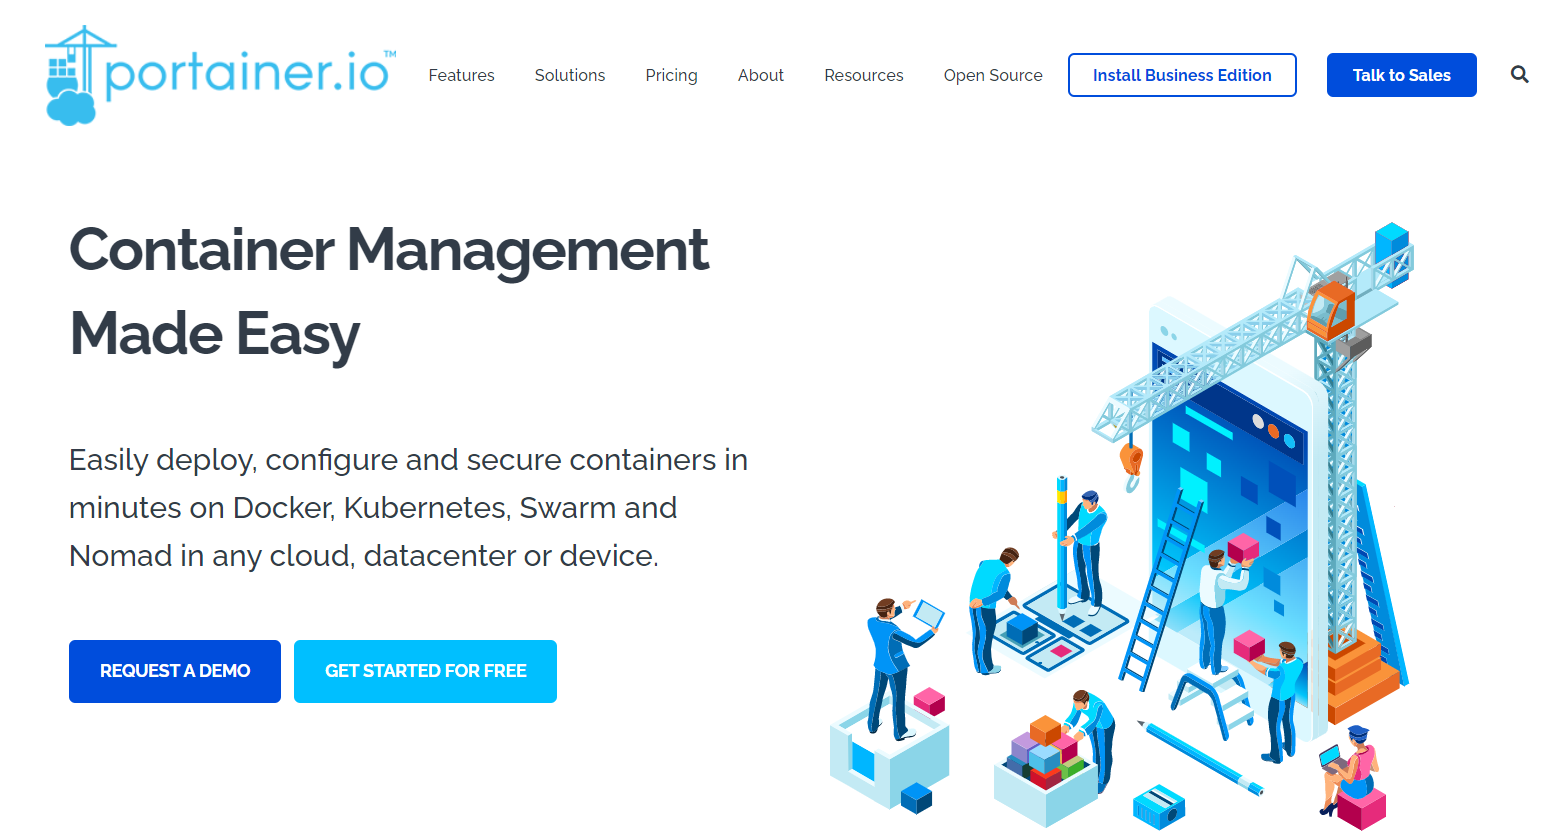 portainer.io™
Features
Solutions
Pricing
About
Resources
Open Source
Install Business Edition
Talk to Sales
Container Management
Made Easy
Easily deploy, configure and secure containers in
minutes on Docker, Kubernetes, Swarm and
Nomad in any cloud, datacenter or device.
REQUEST A DEMO
GET STARTED FOR FREE